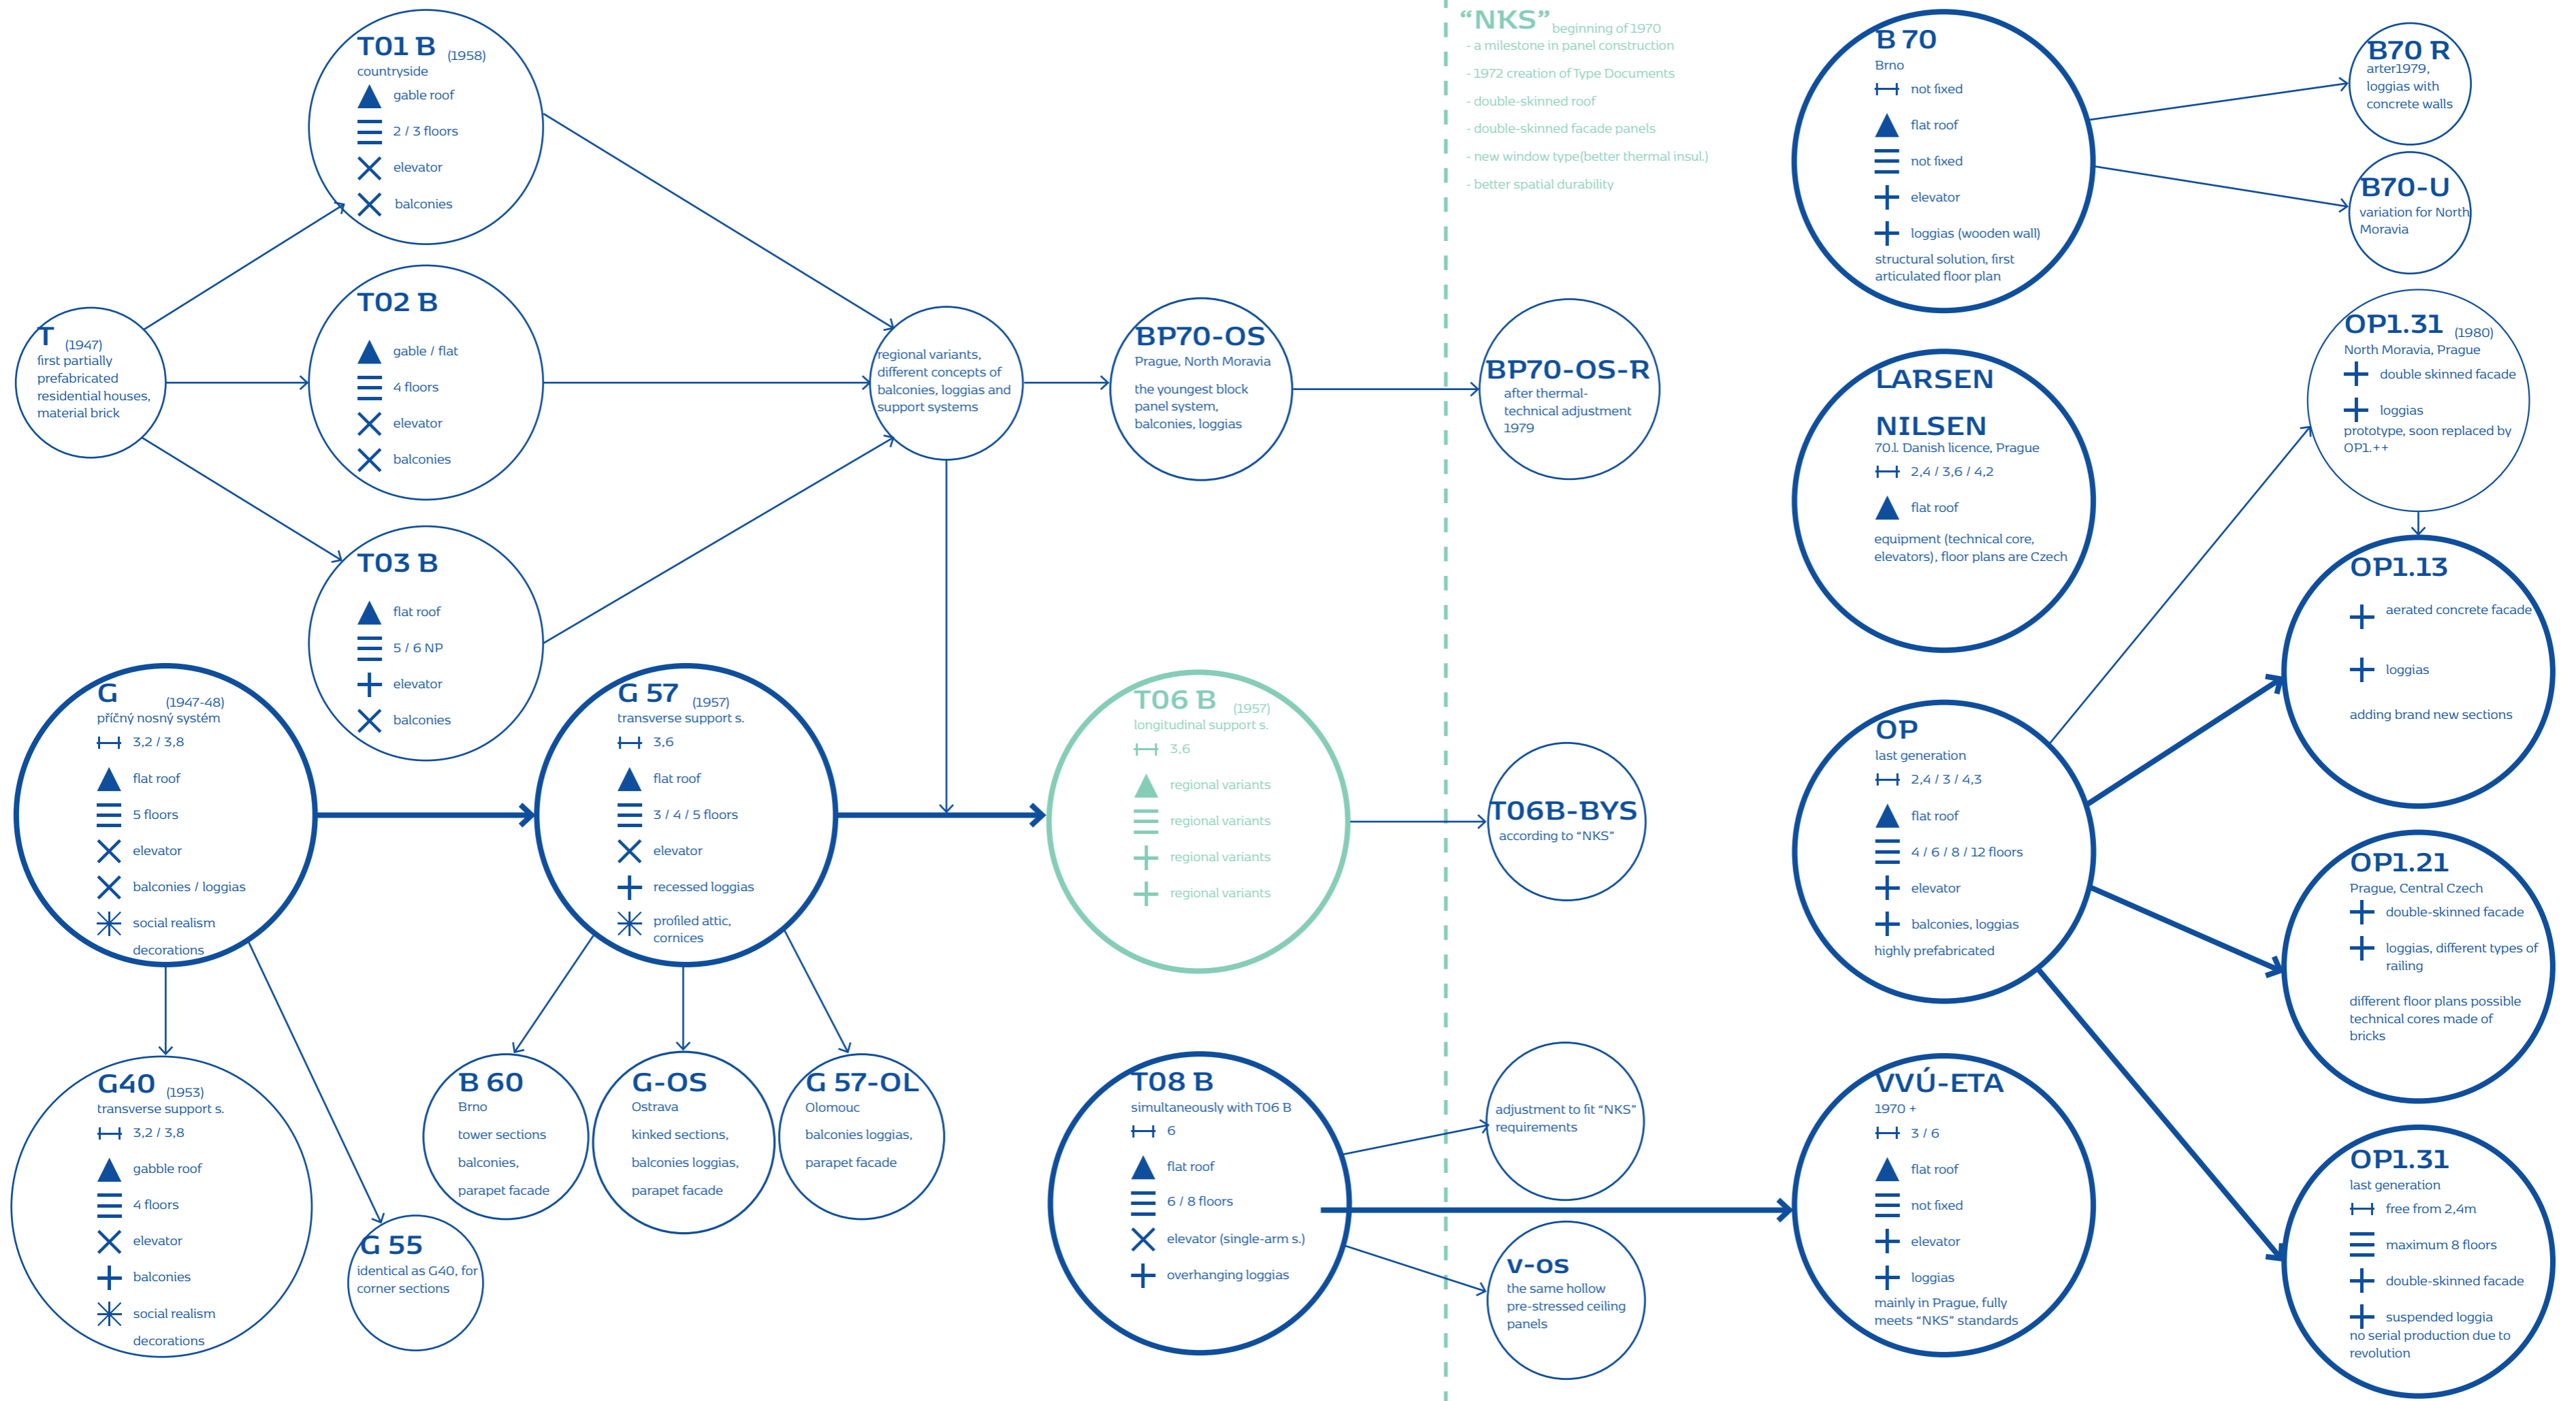 T01 B (1958)
countryside
gable roof
2 / 3 floors
elevator
balconies
T02 B
gable / flat
4 floors
elevator
balconies
T (1947)
first partially
prefabricated
residential houses,
material brick
T03 B
flat roof
5 / 6 NP
elevator
balconies
regional variants,
different concepts of
balconies, loggias and
support systems
BP70-OS
Prague, North Moravia
the youngest block
panel system,
balconies, loggias
“NKS” beginning of 1970
- a milestone in panel construction
- 1972 creation of Type Documents
- double-skinned roof
- double-skinned facade panels
- new window type(better thermal insul.)
- better spatial durability
BP70-OS-R
after thermal-
technical adjustment
1979
B 70
Brno
not fixed
flat roof
not fixed
elevator
loggias (wooden wall)
structural solution, first
articulated floor plan
B70 R
arter1979,
loggias with
concrete walls
B70-U
variation for North
Moravia
LARSEN
NILSEN
70.l. Danish licence, Prague
2,4 / 3,6 / 4,2
flat roof
equipment (technical core,
elevators), floor plans are Czech
OP1.31 (1980)
North Moravia, Prague
double skinned facade
loggias
prototype, soon replaced by
OP1.++
OP1.13
aerated concrete facade
loggias
adding brand new sections
G (1947-48)
příčný nosný systém
3,2 / 3,8
flat roof
5 floors
elevator
balconies / loggias
social realism
decorations
G 57 (1957)
transverse support s.
3,6
flat roof
3 / 4 / 5 floors
elevator
recessed loggias
profiled attic,
cornices
T06 B (1957)
longitudinal support s.
3,6
regional variants
regional variants
regional variants
regional variants
T06B-BYS
according to “NKS”
OP
last generation
2,4 / 3 / 4,3
flat roof
4 / 6 / 8 / 12 floors
elevator
balconies, loggias
highly prefabricated
OP1.21
Prague, Central Czech
double-skinned facade
loggias, different types of
railing
different floor plans possible
technical cores made of
bricks
G40 (1953)
transverse support s.
3,2 / 3,8
gabble roof
4 floors
elevator
balconies
social realism
decorations
G 55
identical as G40, for
corner sections
B 60
Brno
tower sections
balconies,
parapet facade
G-OS
Ostrava
kinked sections,
balconies loggias,
parapet facade
G 57-OL
Olomouc
balconies loggias,
parapet facade
T08 B
simultaneously with T06 B
6
flat roof
6 / 8 floors
elevator (single-arm s.)
overhanging loggias
adjustment to fit “NKS”
requirements
V-OS
the same hollow
pre-stressed ceiling
panels
VVÚ-ETA
1970 +
3 / 6
flat roof
not fixed
elevator
loggias
mainly in Prague, fully
meets “NKS” standards
OP1.31
last generation
free from 2,4m
maximum 8 floors
double-skinned facade
suspended loggia
no serial production due to
revolution